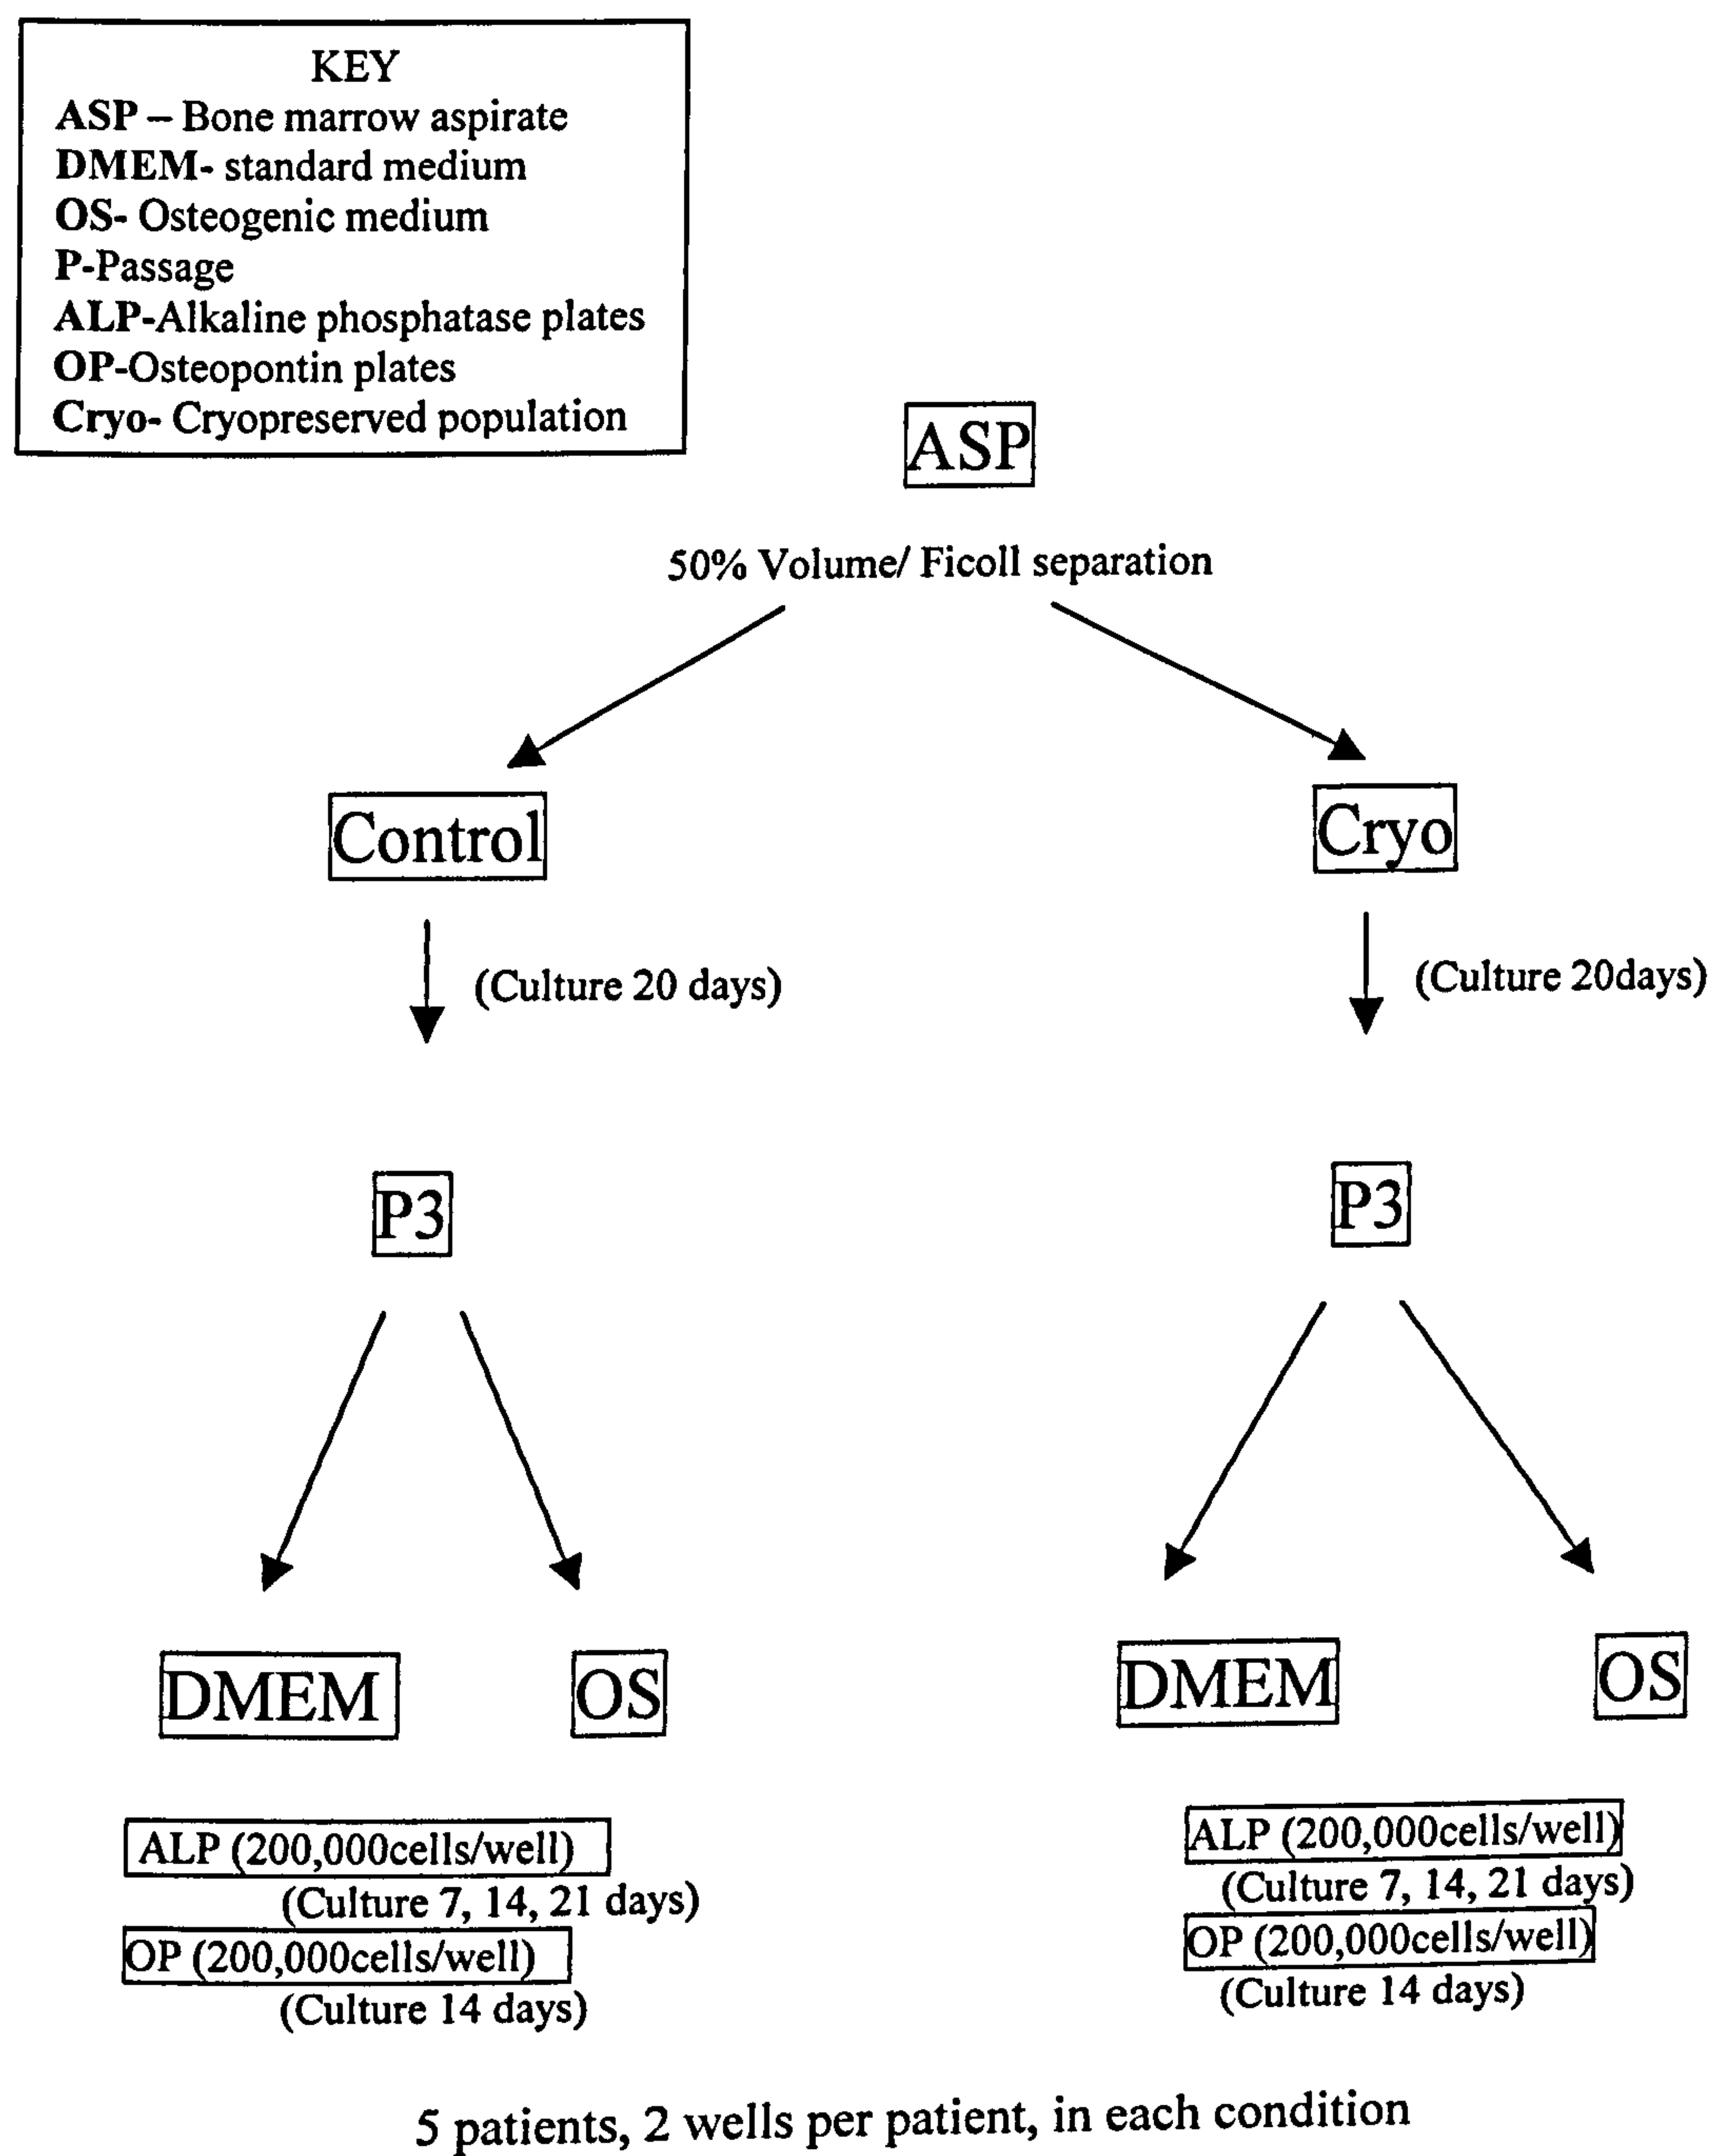 KEY
ASP – Bone marrow aspirate
DMEM- standard medium
OS- Osteogenic medium
P-Passage
ALP-Alkaline phosphatase plates
OP-Osteopontin plates
Cryo- Cryopreserved population
ASP
50% Volume/ Ficoll separation
Control
Cryo
(Culture 20 days)
(Culture 20days)
P3
P3
DMEM
OS
DMEM
OS
ALP (200,000cells/well)
(Culture 7, 14, 21 days)
OP (200,000cells/well)
(Culture 14 days)
ALP (200,000cells/well)
(Culture 7, 14, 21 days)
OP (200,000cells/well)
(Culture 14 days)
5 patients, 2 wells per patient, in each condition